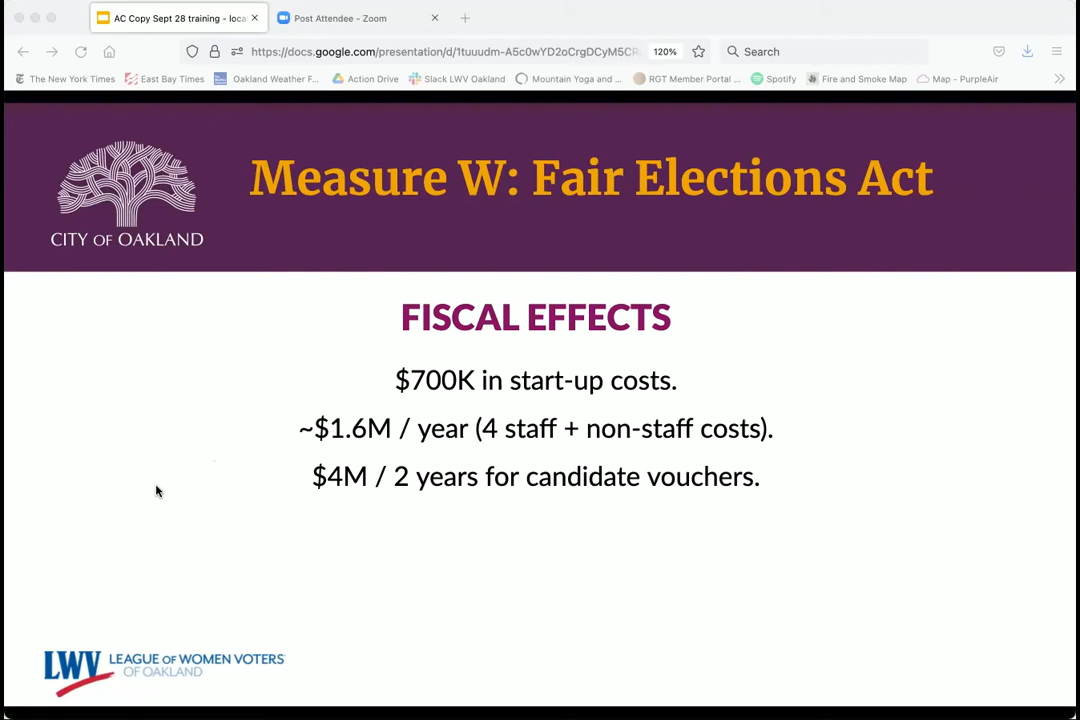 AC Copy Sept 28 training - loca
Post Attendee - Zoom
https://docs.google.com/presentation/d/1tuuudm-A5c0wYD2oCrgDCyM5CR
120%
Search
The New York Times
East Bay Times
Oakland Weather F...
Action Drive
Slack LWV Oakland
Mountain Yoga and ...
RGT Member Portal ...
Spotify
Fire and Smoke Map
Map - PurpleAir
Measure W: Fair Elections Act
CITY OF OAKLAND
FISCAL EFFECTS
$700K in start-up costs.
~$1.6M / year (4 staff + non-staff costs).
$4M / 2 years for candidate vouchers.
LWV LEAGUE OF WOMEN VOTERS®
OF OAKLAND